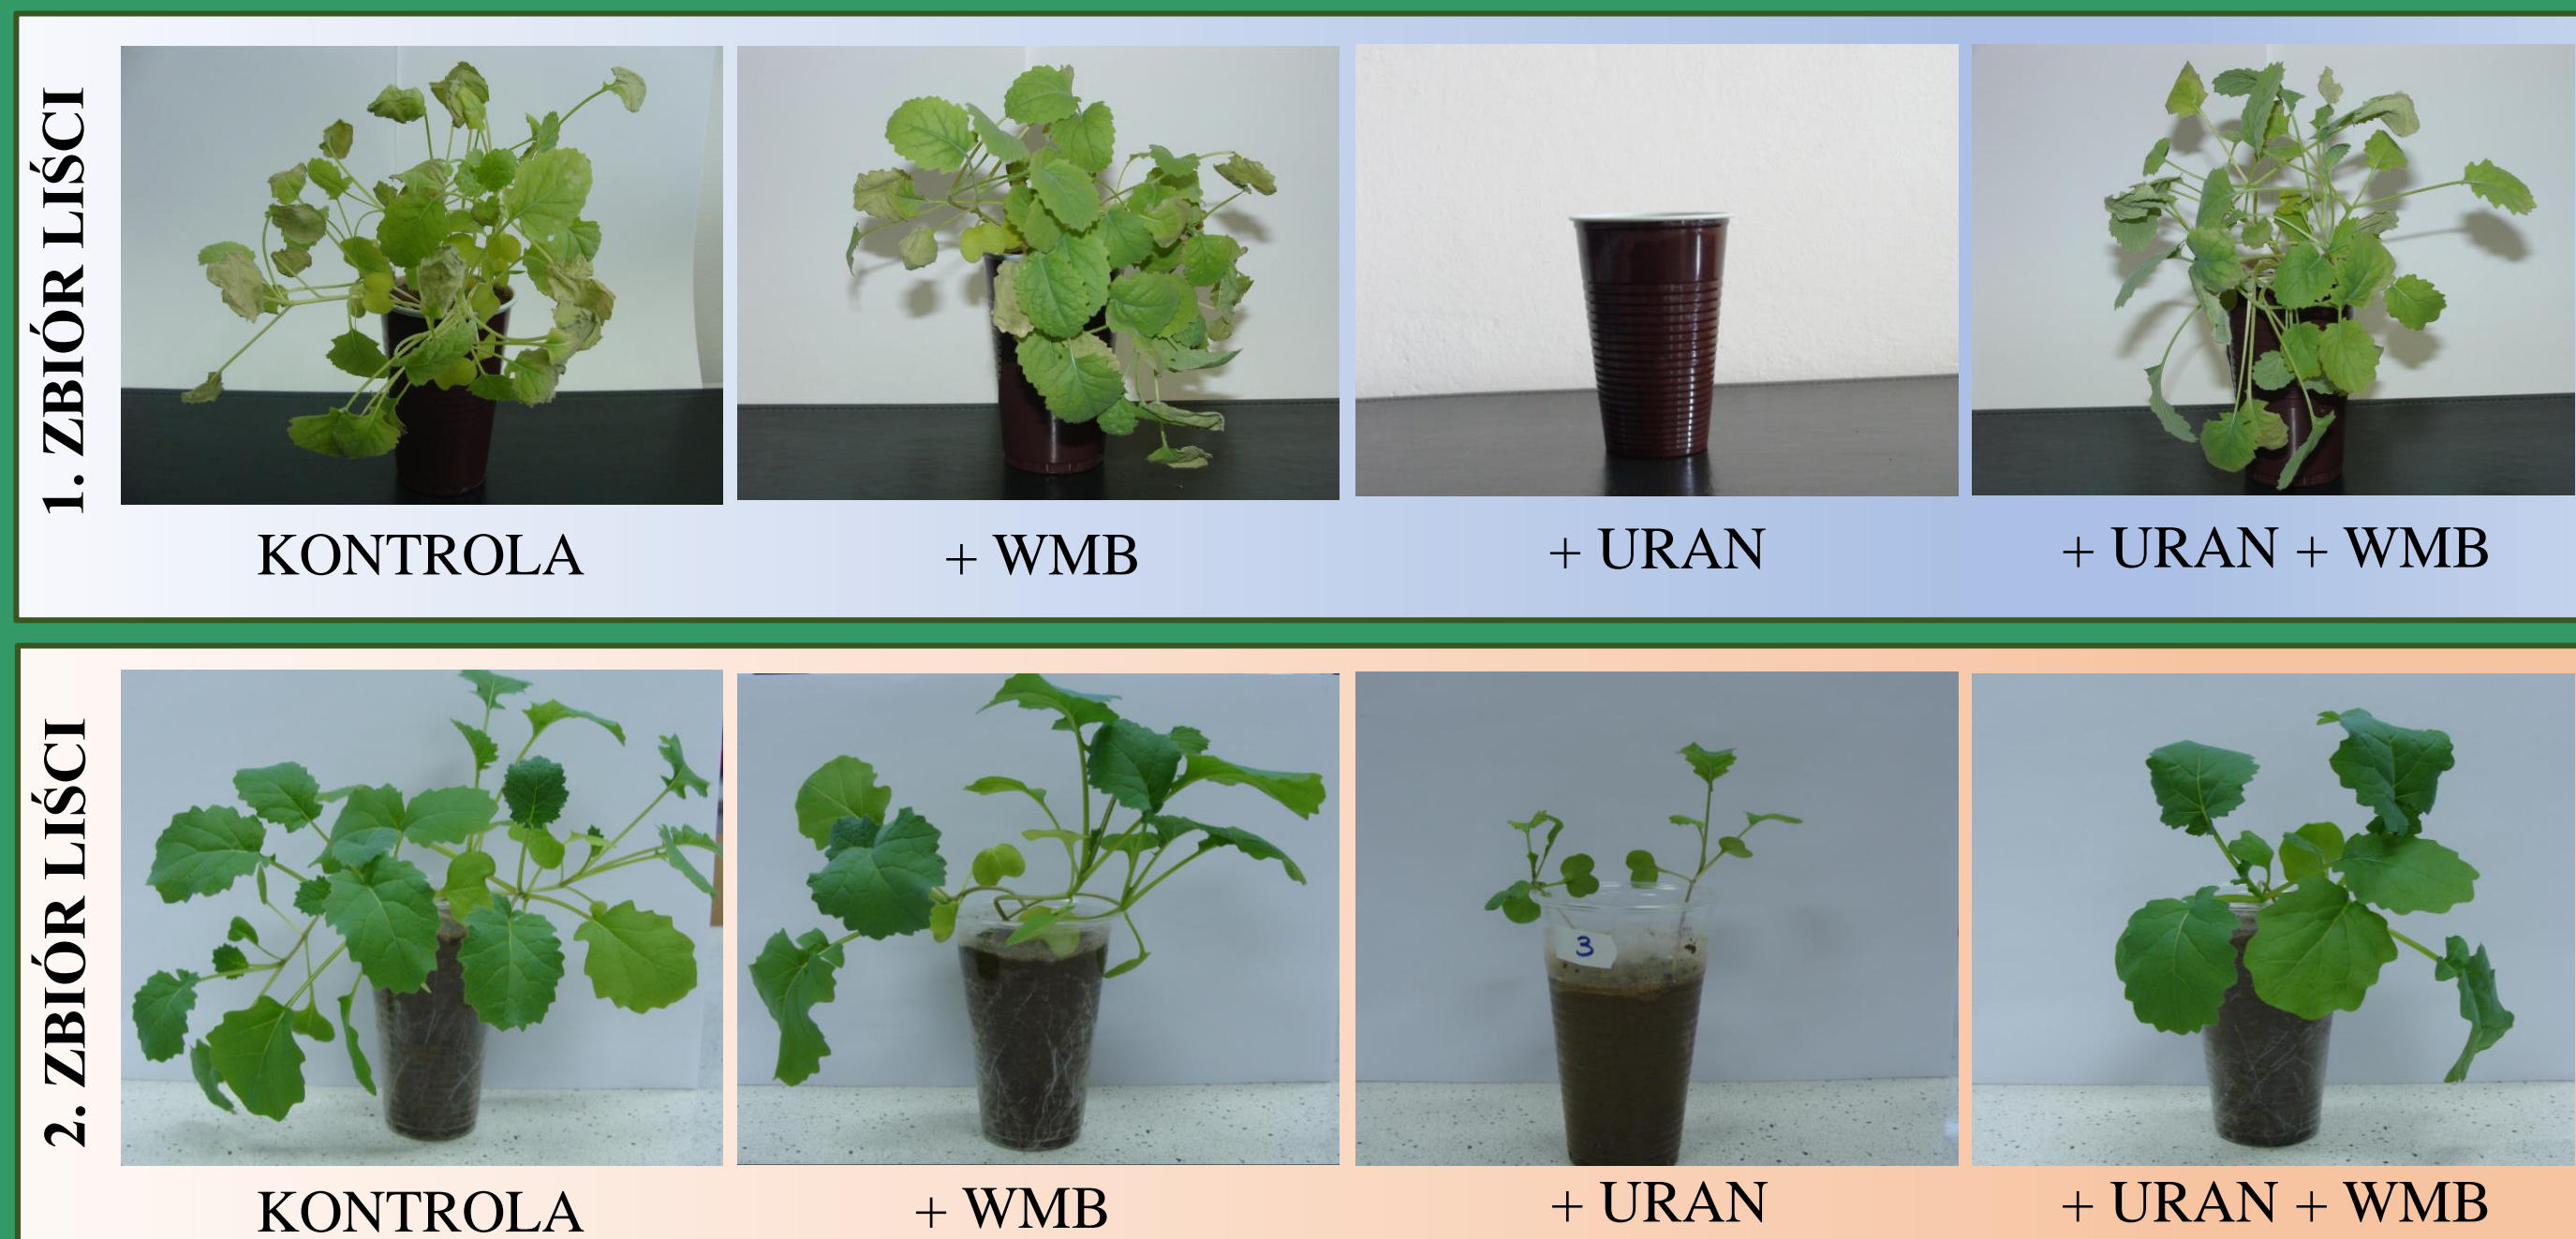 1. ZBIÓR LIŚCI
KONTROLA
+ WMB
+ URAN
+ URAN + WMB
2. ZBIÓR LIŚCI
3
KONTROLA
+ WMB
+ URAN
+ URAN + WMB